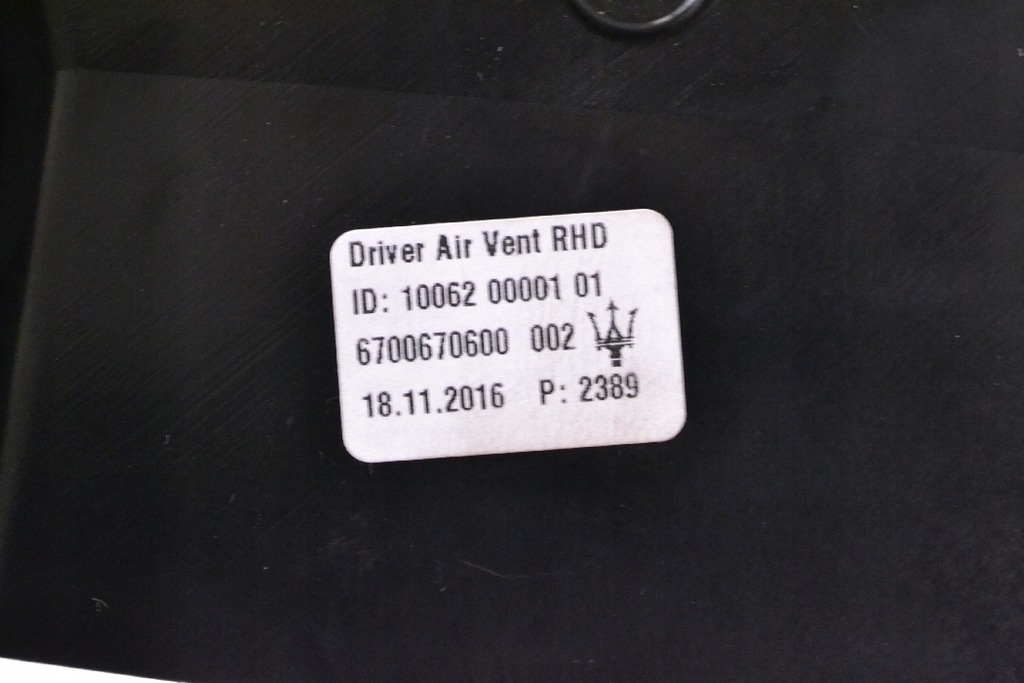 Driver Air Vent RHD
ID: 10062 00001 01
6700670600 002
18.11.2016 P: 2389